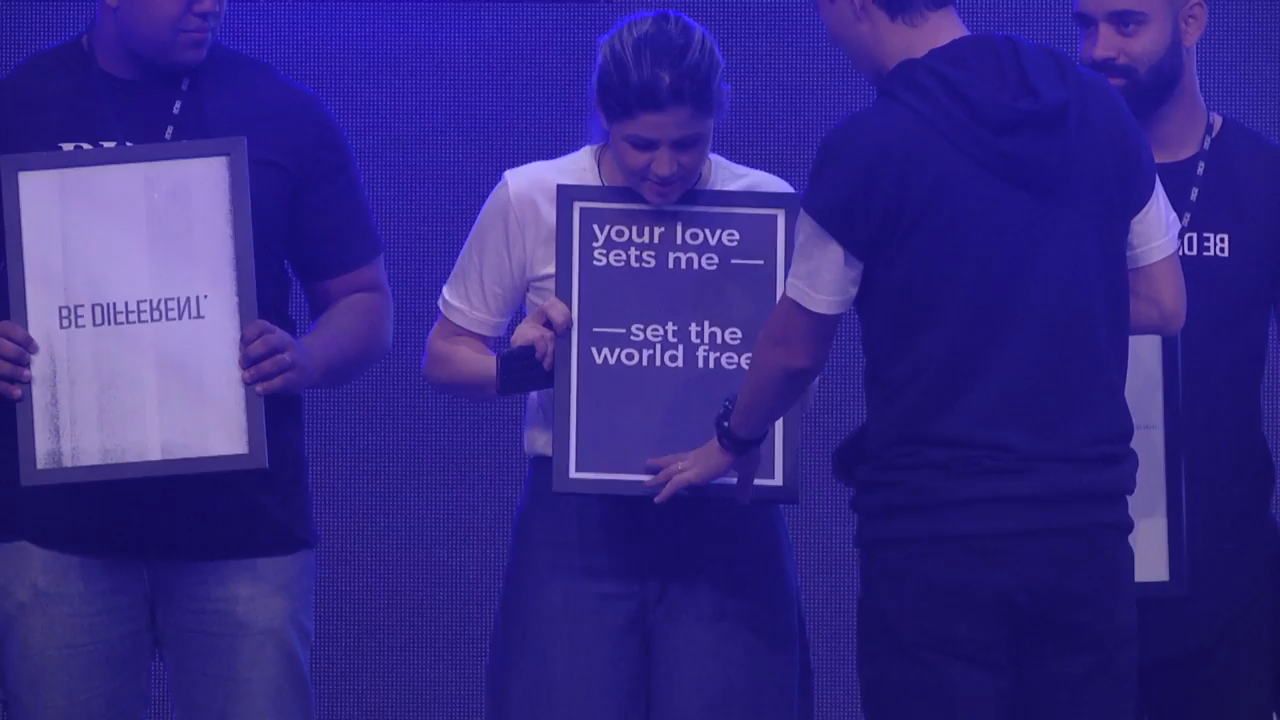 BE DIFFERENT.
your love
sets me —
—set the
world free
BE D